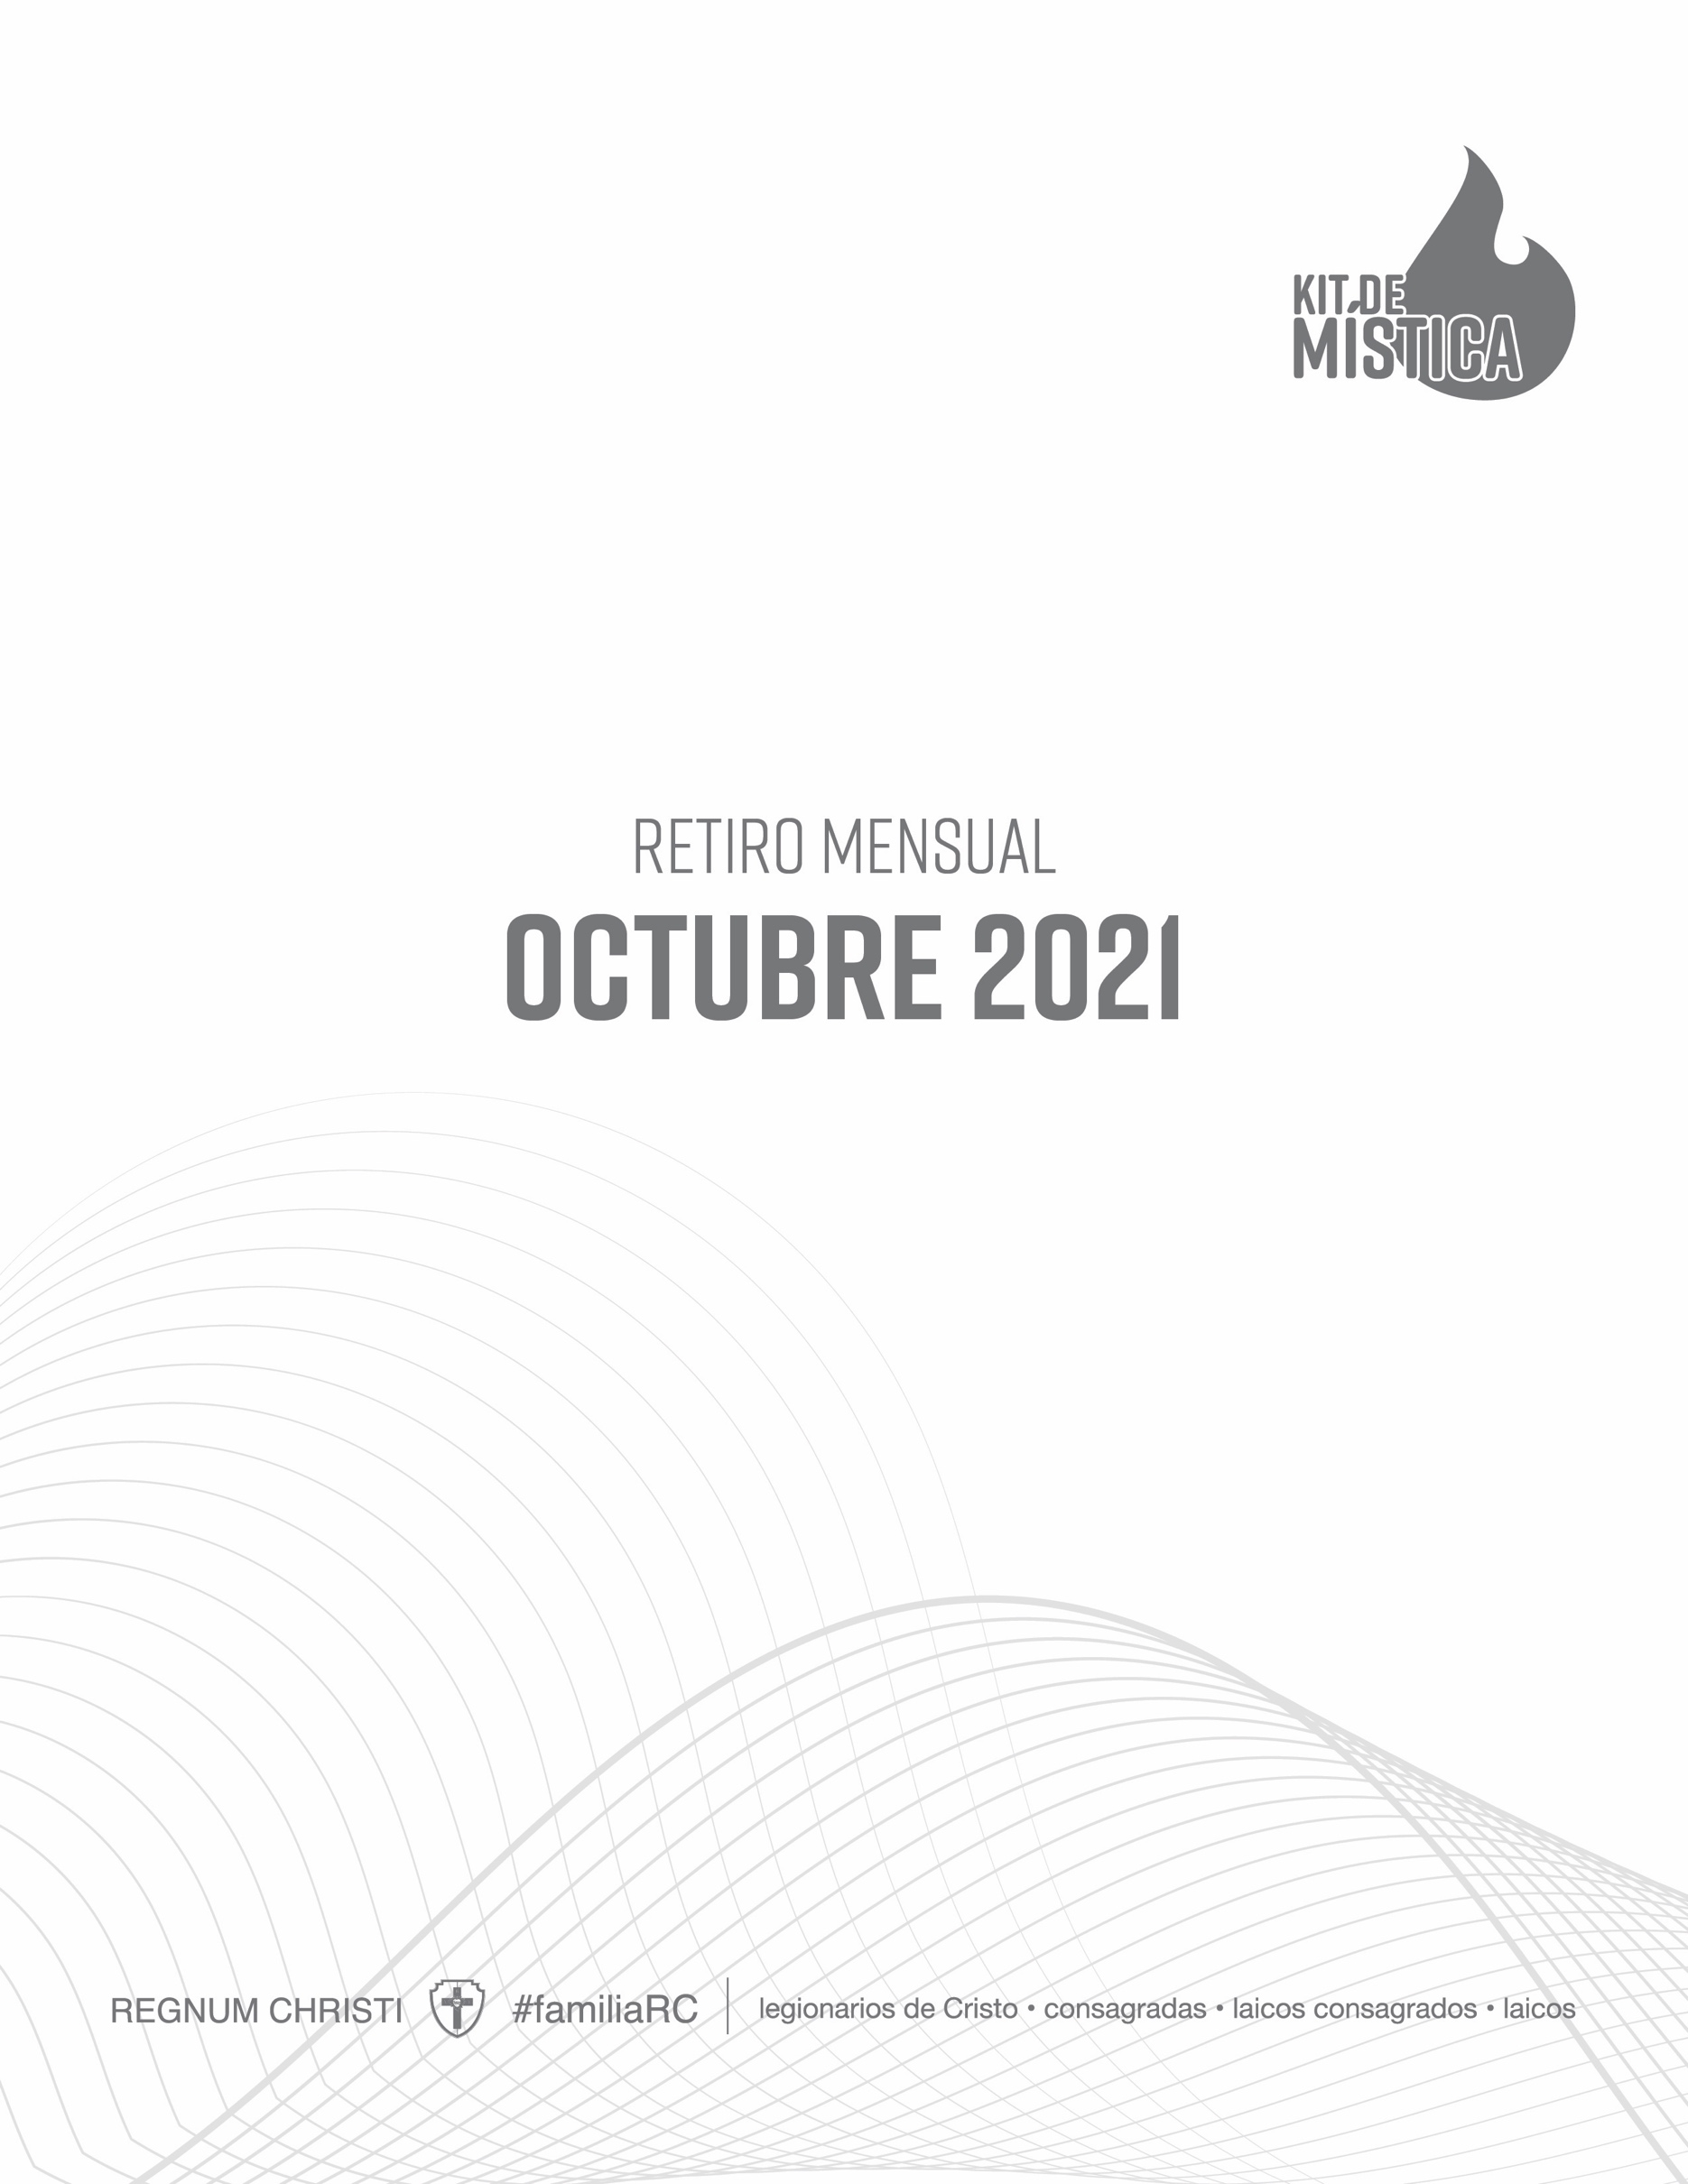 KIT DE
MÍSTICA
RETIRO MENSUAL
OCTUBRE 2021
REGNUM CHRISTI #familiaRC legionarios de Cristo • consagradas • laicos consagrados • laicos